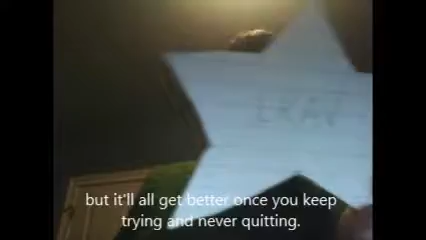 but it'll all get better once you keep
trying and never quitting.